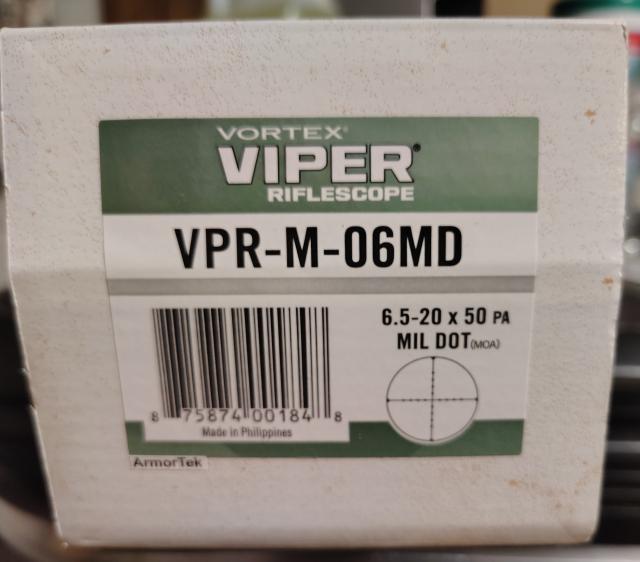 VORTEX®
VIPER®
RIFLESCOPE
VPR-M-06MD
6.5-20 x 50 PA
MIL DOT(MOA)
8 75874 00184 8
Made in Philippines
ArmorTek